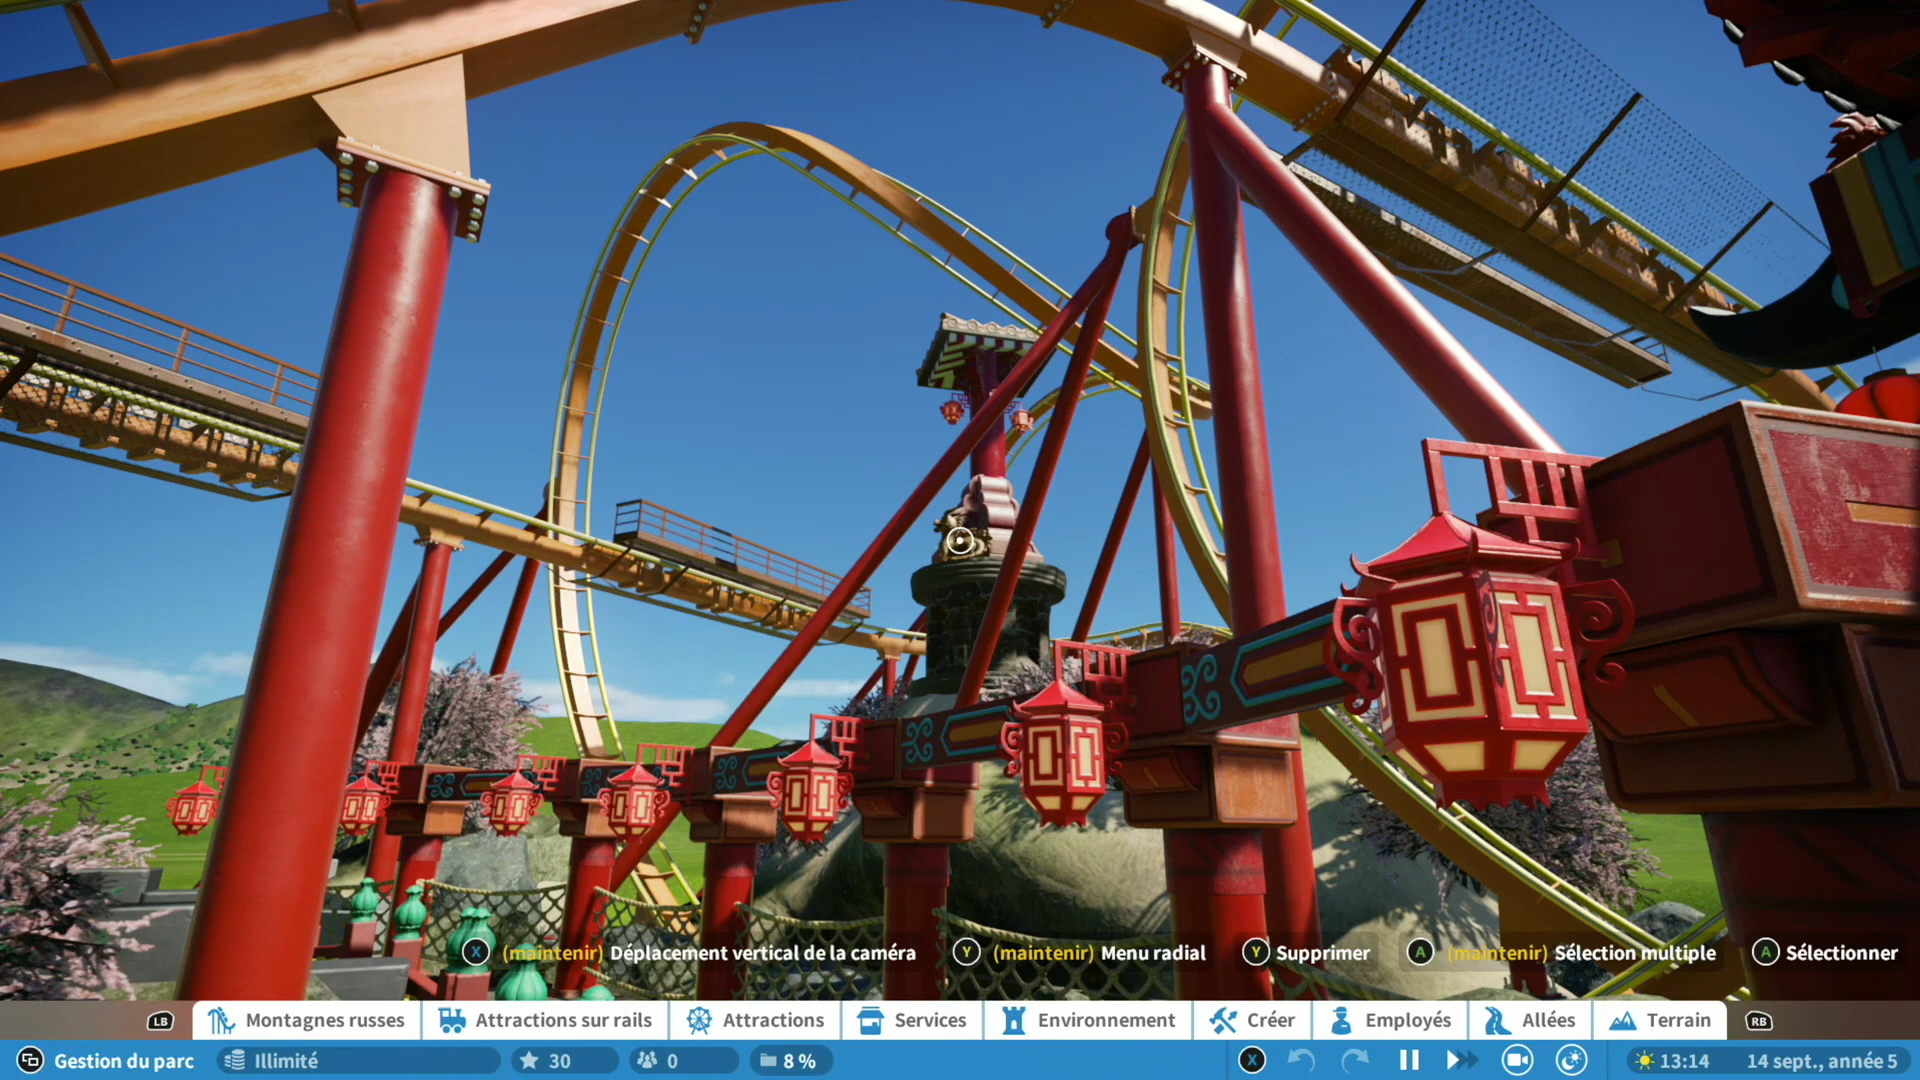 X (maintenir) Déplacement vertical de la caméra Y (maintenir) Menu radial Y Supprimer A (maintenir) Sélection multiple A Sélectionner
LB Montagnes russes Attractions sur rails Attractions Services Environnement Créer Employés Allées Terrain RB
Gestion du parc Illimité 30 0 8 % X 13:14 14 sept., année 5